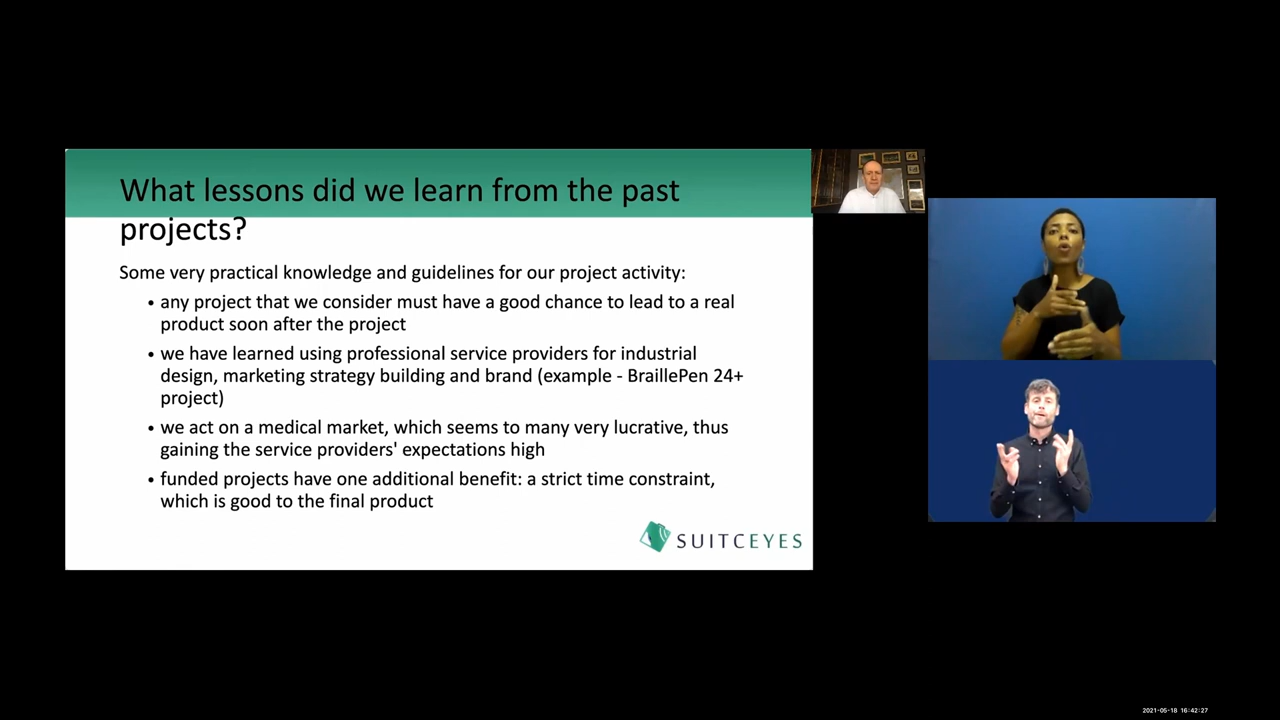 What lessons did we learn from the past
projects?
Some very practical knowledge and guidelines for our project activity:
• any project that we consider must have a good chance to lead to a real
product soon after the project
• we have learned using professional service providers for industrial
design, marketing strategy building and brand (example - BraillePen 24+
project)
• we act on a medical market, which seems to many very lucrative, thus
gaining the service providers' expectations high
• funded projects have one additional benefit: a strict time constraint,
which is good to the final product
SUITCEYES
2021-05-18 16:42:27